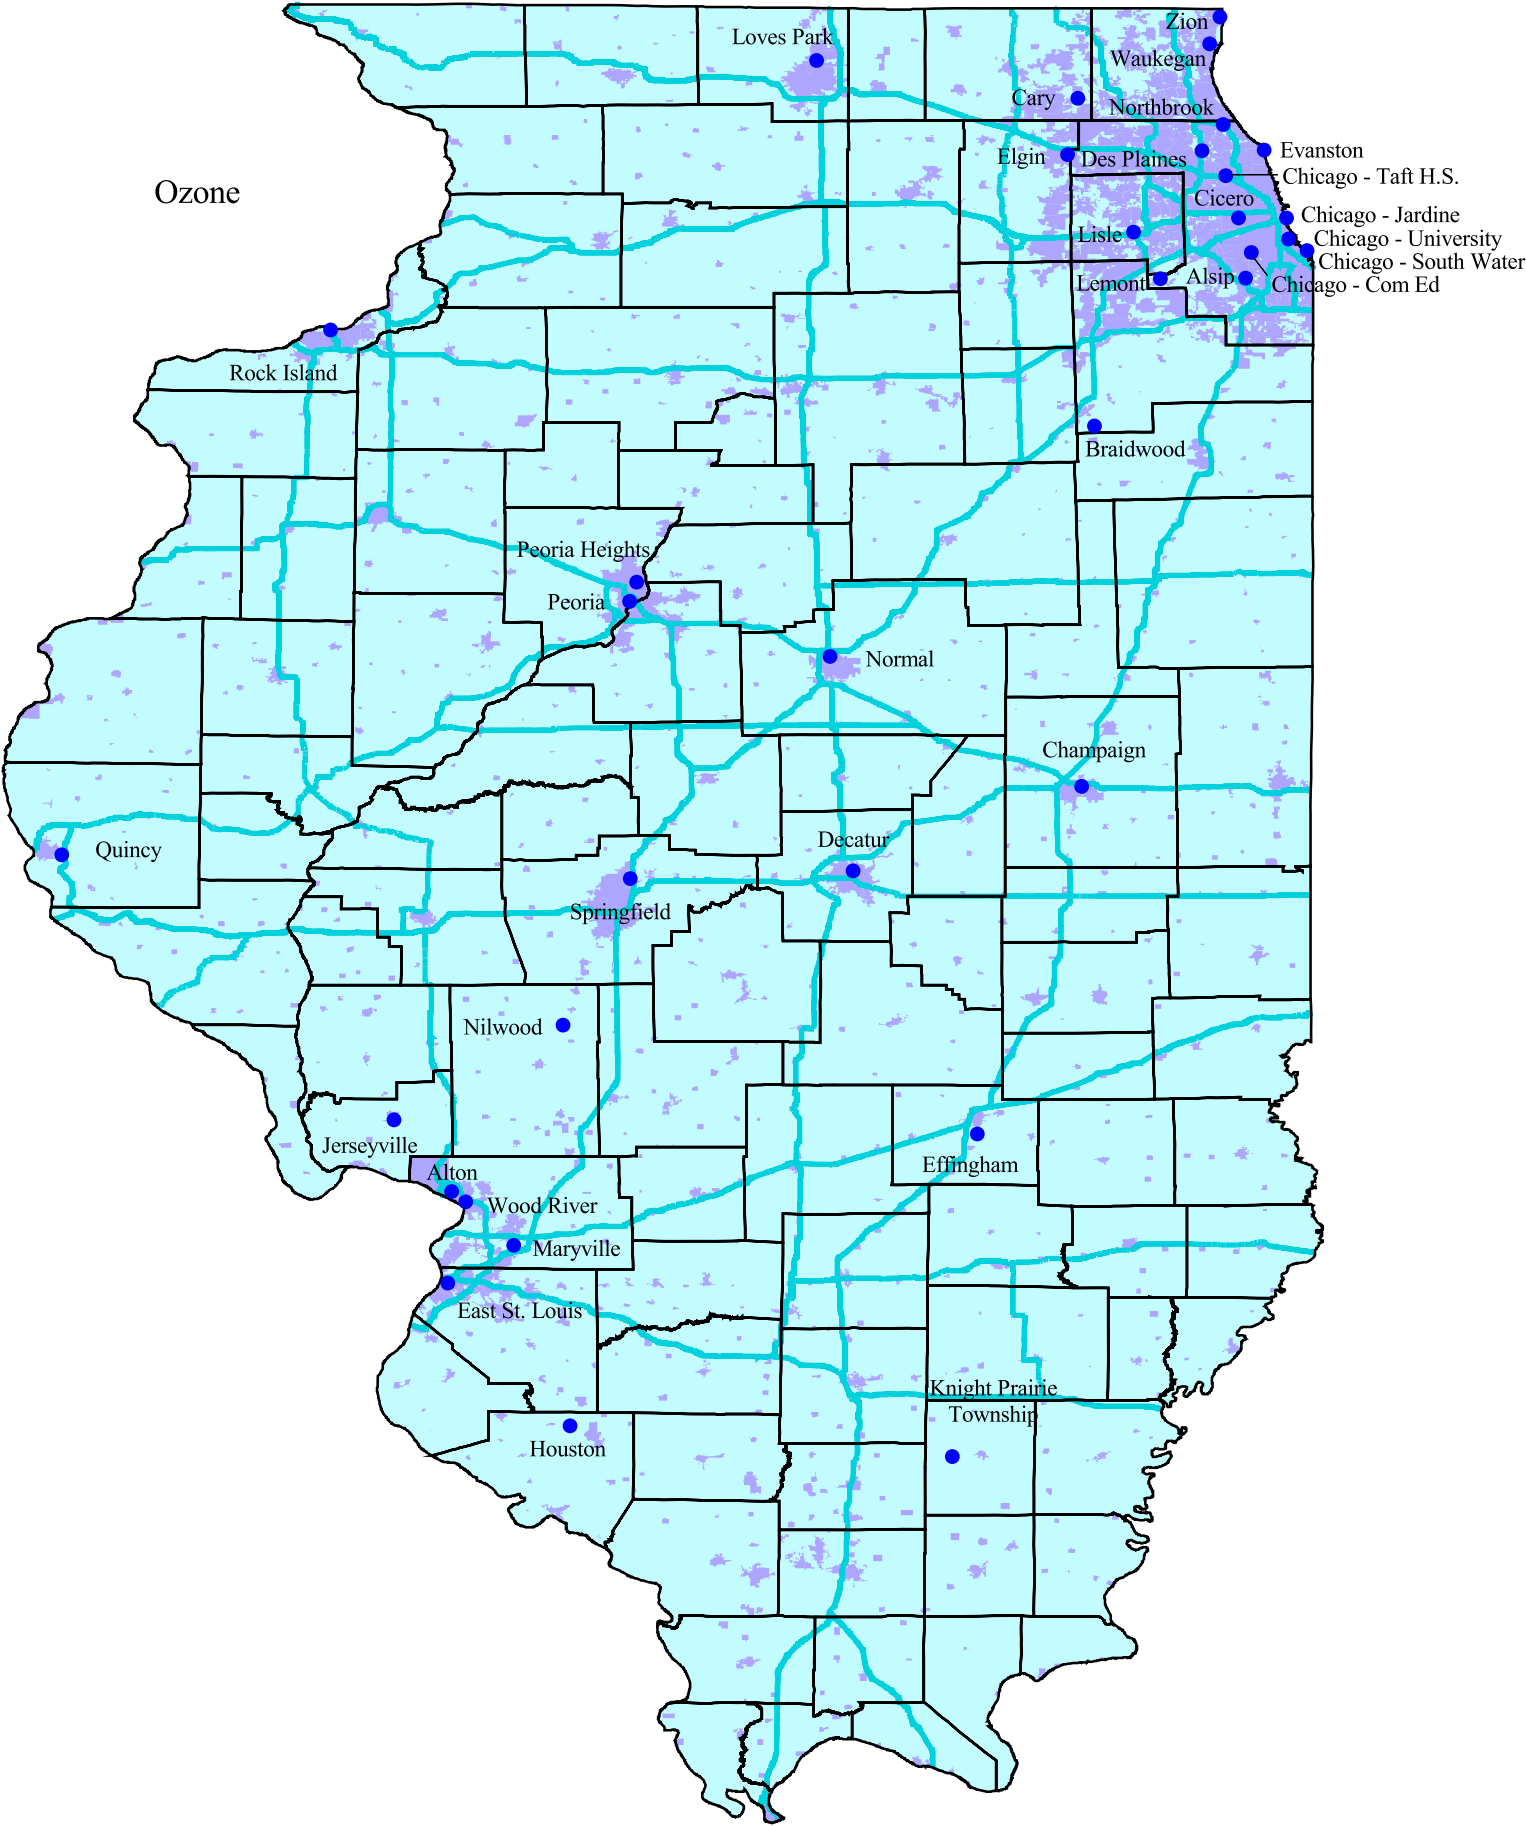 Zion
Loves Park
Waukegan
Cary
Northbrook
Elgin
Des Plaines
Evanston
Chicago - Taft H.S.
Ozone
Cicero
Chicago - Jardine
Lisle
Chicago - University
Chicago - South Water
Lemont
Alsip
Chicago - Com Ed
Rock Island
Braidwood
Peoria Heights
Peoria
Normal
Champaign
Decatur
Quincy
Springfield
Nilwood
Jerseyville
Effingham
Alton
Wood River
Maryville
East St. Louis
Knight Prairie
Township
Houston